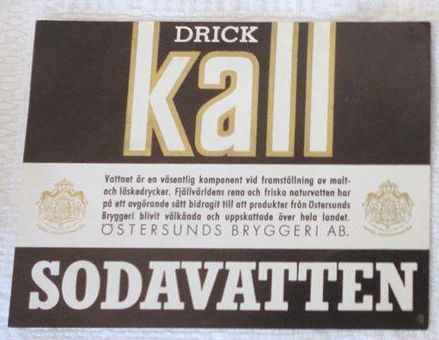 DRICK
kall
Vattnet är en väsentlig komponent vid framställning av malt-
och läskedrycker. Fjällvärldens rena och friska naturvatten har
på ett avgörande sätt bidragit till att produkter från Östersunds
Bryggeri blivit välkända och uppskattade över hela landet.
ÖSTERSUNDS BRYGGERI AB.
SODAVATTEN